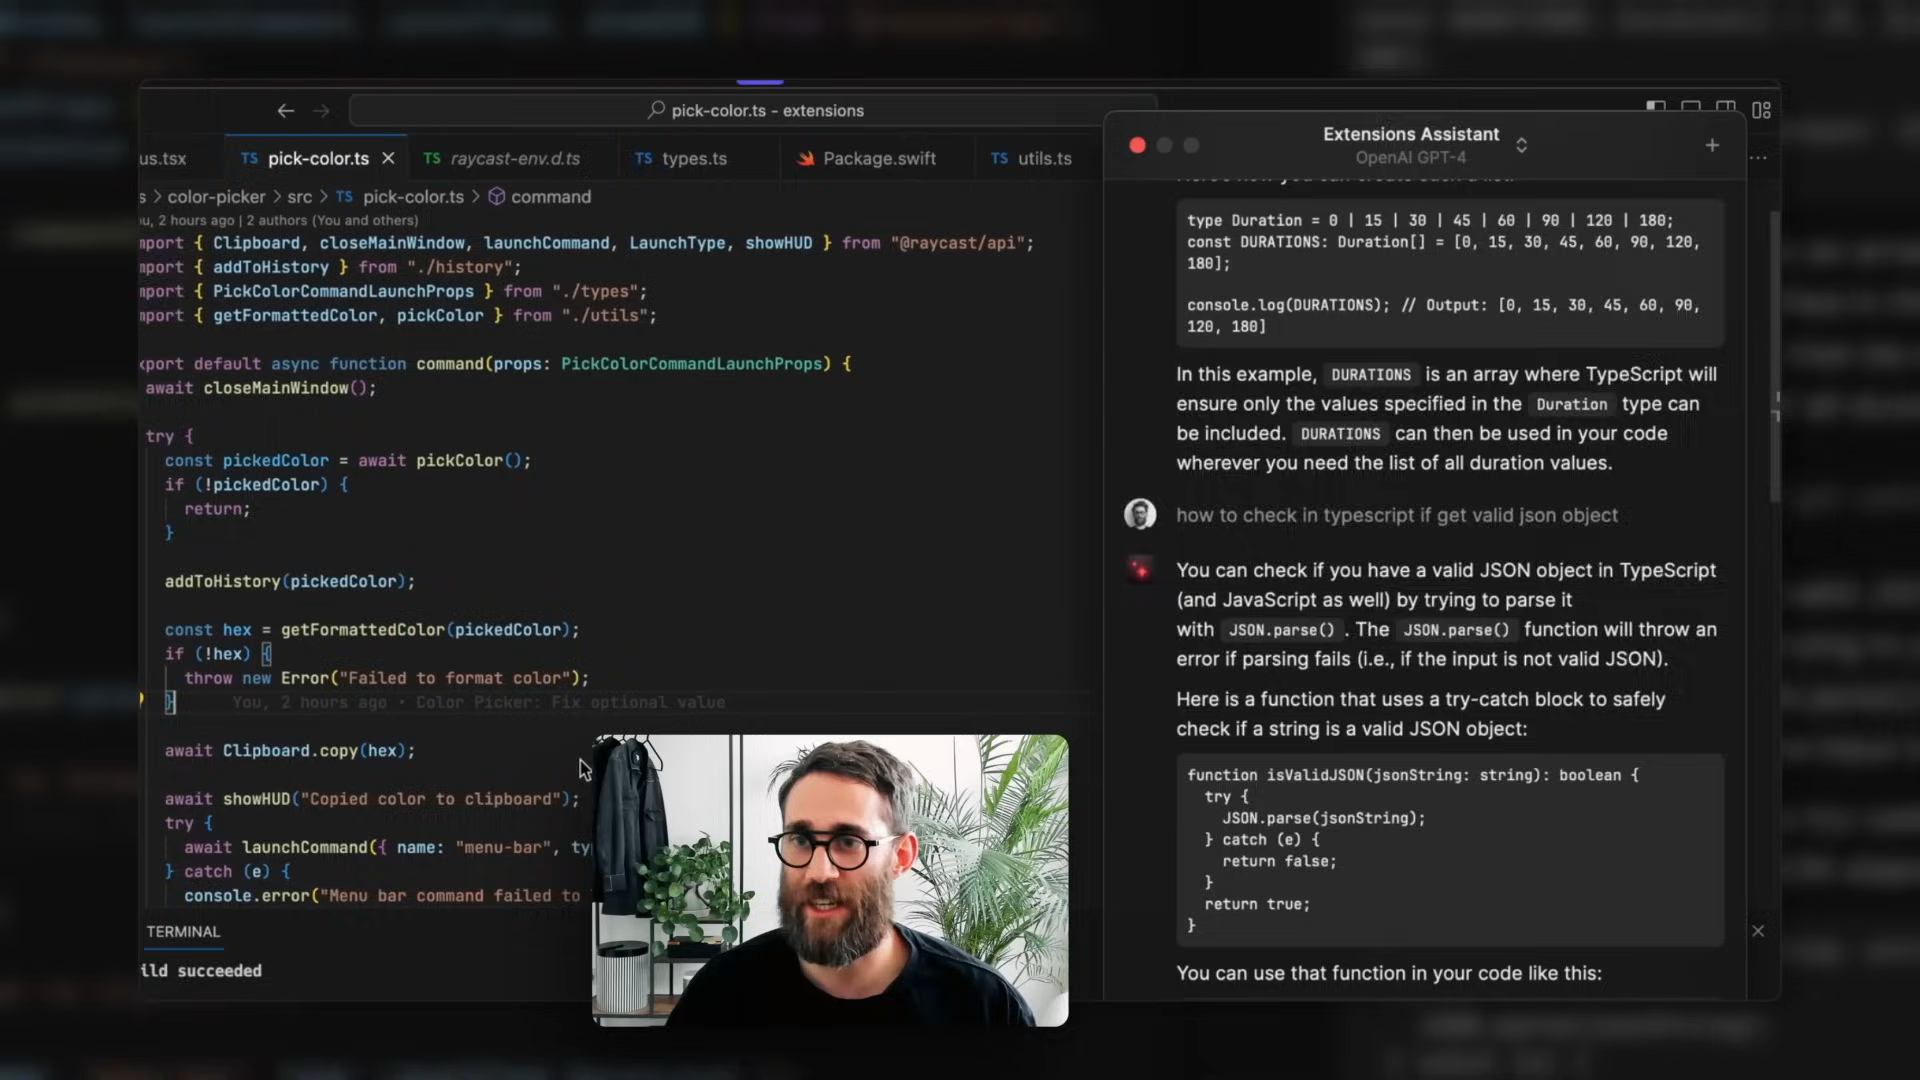 pick-color.ts - extensions
us.tsx
TS pick-color.ts
TS raycast-env.d.ts
TS types.ts
Package.swift
TS utils.ts
s > color-picker > src > TS pick-color.ts > command
u, 2 hours ago | 2 authors (You and others)
mport { Clipboard, closeMainWindow, launchCommand, LaunchType, showHUD } from "@raycast/api";
mport { addToHistory } from "./history";
mport { PickColorCommandLaunchProps } from "./types";
mport { getFormattedColor, pickColor } from "./utils";
xport default async function command(props: PickColorCommandLaunchProps) {
await closeMainWindow();
try {
const pickedColor = await pickColor();
if (!pickedColor) {
return;
}
addToHistory(pickedColor);
const hex = getFormattedColor(pickedColor);
if (!hex) {
throw new Error("Failed to format color");
} You, 2 hours ago • Color Picker: Fix optional value
await Clipboard.copy(hex);
await showHUD("Copied color to clipboard");
try {
await launchCommand({ name: "menu-bar", ty
} catch (e) {
console.error("Menu bar command failed to
TERMINAL
ild succeeded
Extensions Assistant
OpenAI GPT-4
type Duration = 0 | 15 | 30 | 45 | 60 | 90 | 120 | 180;
const DURATIONS: Duration[] = [0, 15, 30, 45, 60, 90, 120,
180];
console.log(DURATIONS); // Output: [0, 15, 30, 45, 60, 90,
120, 180]
In this example, DURATIONS is an array where TypeScript will
ensure only the values specified in the Duration type can
be included. DURATIONS can then be used in your code
wherever you need the list of all duration values.
how to check in typescript if get valid json object
You can check if you have a valid JSON object in TypeScript
(and JavaScript as well) by trying to parse it
with JSON.parse() . The JSON.parse() function will throw an
error if parsing fails (i.e., if the input is not valid JSON).
Here is a function that uses a try-catch block to safely
check if a string is a valid JSON object:
function isValidJSON(jsonString: string): boolean {
try {
JSON.parse(jsonString);
} catch (e) {
return false;
}
return true;
}
You can use that function in your code like this: